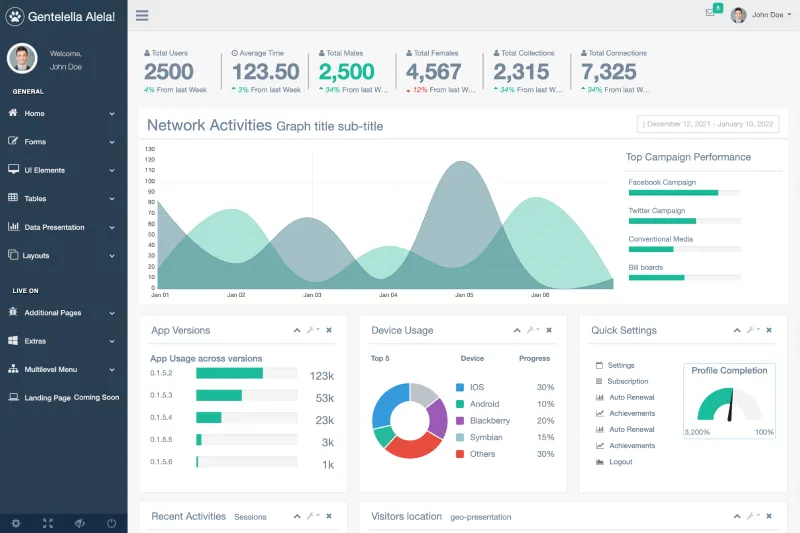 Gentelella Alela!
Welcome,
John Doe
GENERAL
Home
Forms
UI Elements
Tables
Data Presentation
Layouts
LIVE ON
Additional Pages
Extras
Multilevel Menu
Landing Page Coming Soon
6
John Doe
Total Users
2500
4% From last Week
Average Time
123.50
3% From last Week
Total Males
2,500
34% From last W...
Total Females
4,567
12% From last W...
Total Collections
2,315
34% From last W...
Total Connections
7,325
34% From last W...
Network Activities Graph title sub-title
December 12, 2021 - January 10, 2022
130
120
110
100
90
80
70
60
50
40
30
20
10
0
Jan 01 Jan 02 Jan 03 Jan 04 Jan 05 Jan 06
Top Campaign Performance
Facebook Campaign
Twitter Campaign
Conventional Media
Bill boards
App Versions
App Usage across versions
0.1.5.2 123k
0.1.5.3 53k
0.1.5.4 23k
0.1.5.5 3k
0.1.5.6 1k
Device Usage
Top 5 Device Progress
IOS 30%
Android 10%
Blackberry 20%
Symbian 15%
Others 30%
Quick Settings
Settings
Subscription
Auto Renewal
Achievements
Auto Renewal
Achievements
Logout
Profile Completion
3,200% 100%
Recent Activities Sessions
Visitors location geo-presentation